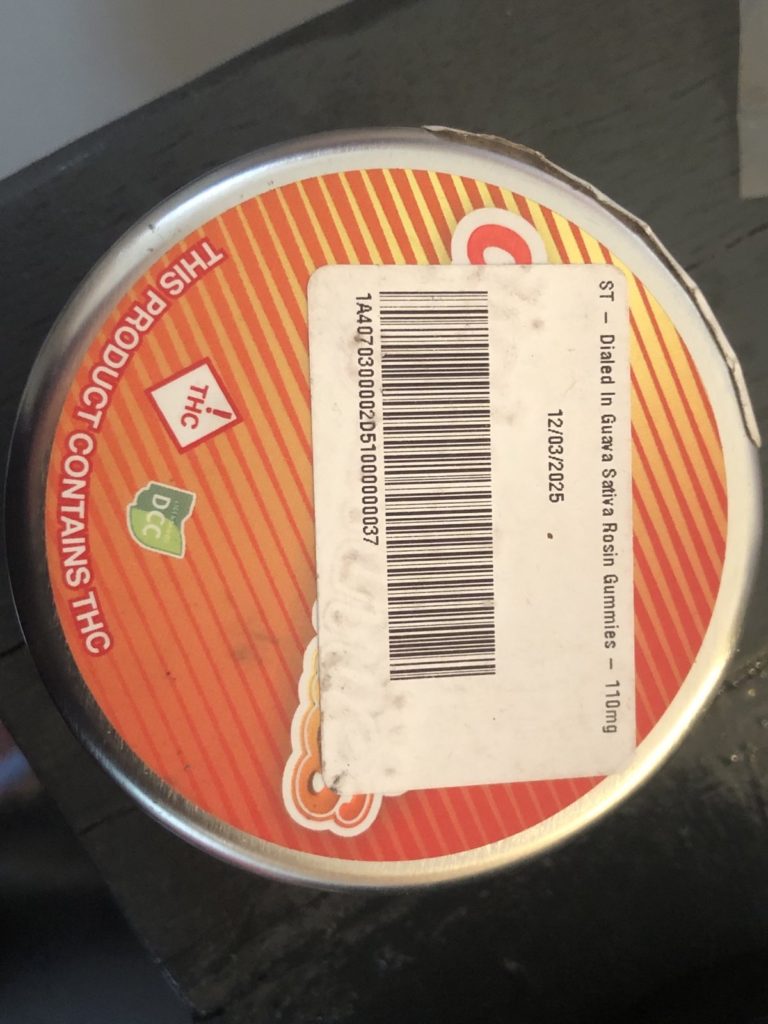 ST - Dialed In Guava Sativa Rosin Gummies - 110mg
12/03/2025
1A4070300002D51000000037
THIS PRODUCT CONTAINS THC
! THC
DCC